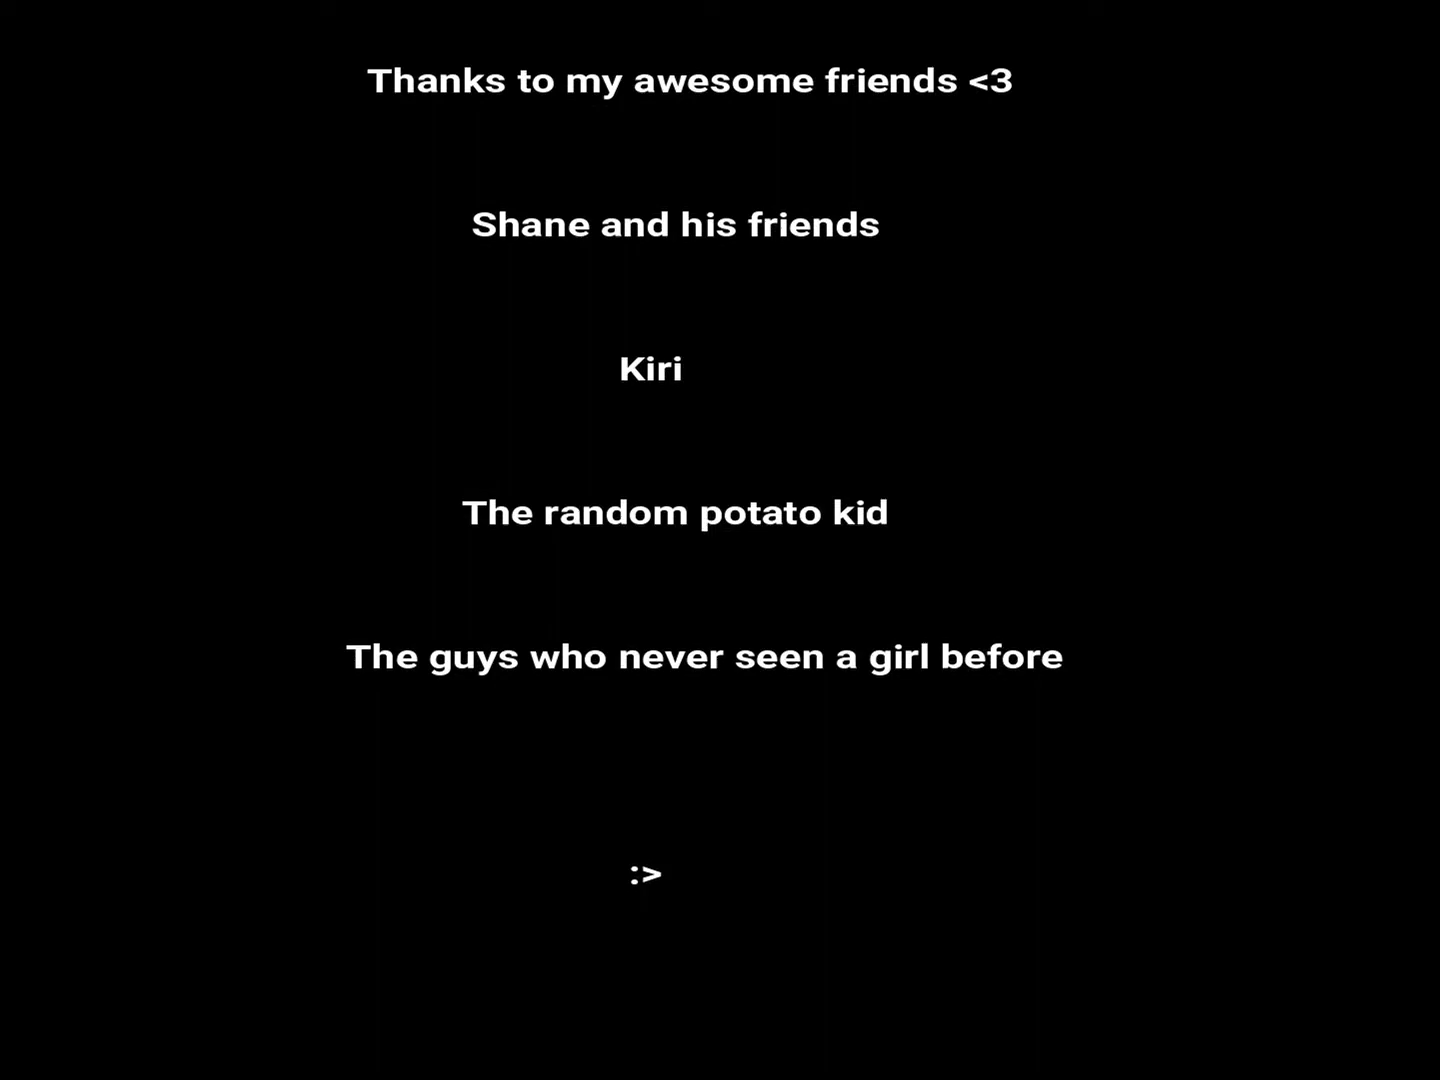 Thanks to my awesome friends <3
Shane and his friends
Kiri
The random potato kid
The guys who never seen a girl before
:>